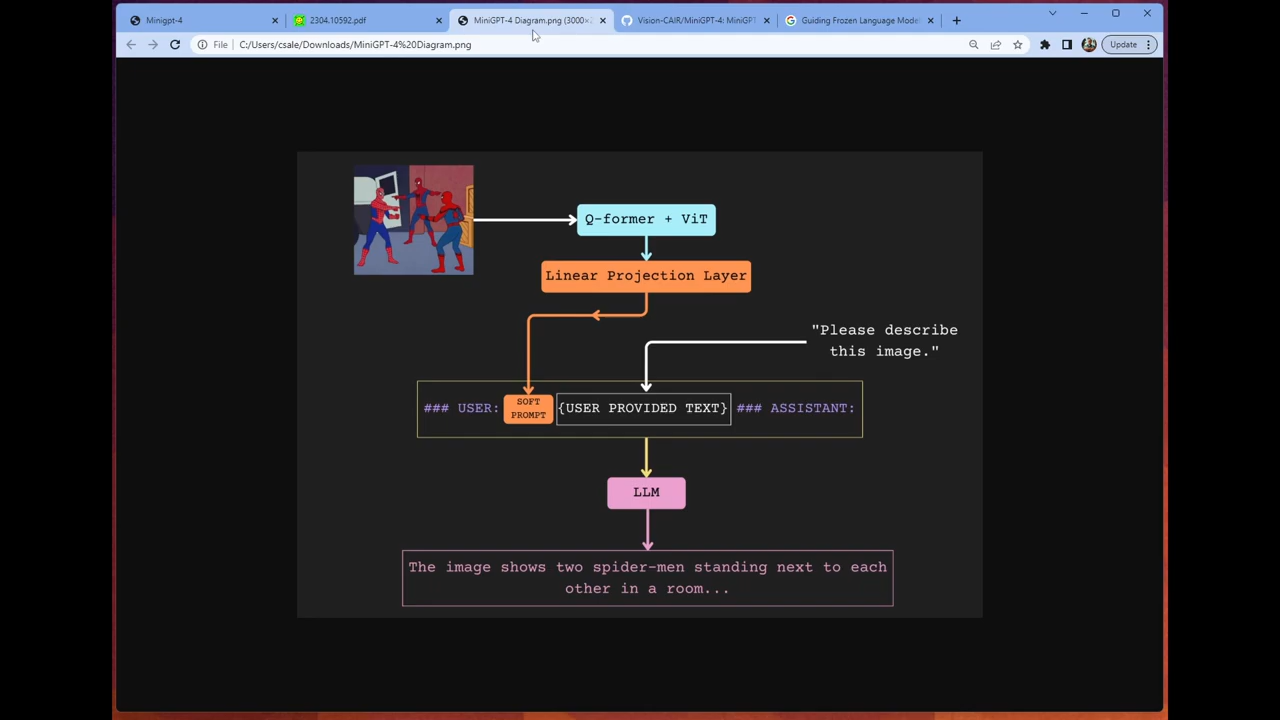 Minigpt-4
2304.10592.pdf
MiniGPT-4 Diagram.png (3000×2
Vision-CAIR/MiniGPT-4: MiniGPT
Guiding Frozen Language Model
File
C:/Users/csale/Downloads/MiniGPT-4%20Diagram.png
Update
Q-former + ViT
Linear Projection Layer
"Please describe
this image."
### USER:
SOFT
PROMPT
{USER PROVIDED TEXT}
### ASSISTANT:
LLM
The image shows two spider-men standing next to each
other in a room...